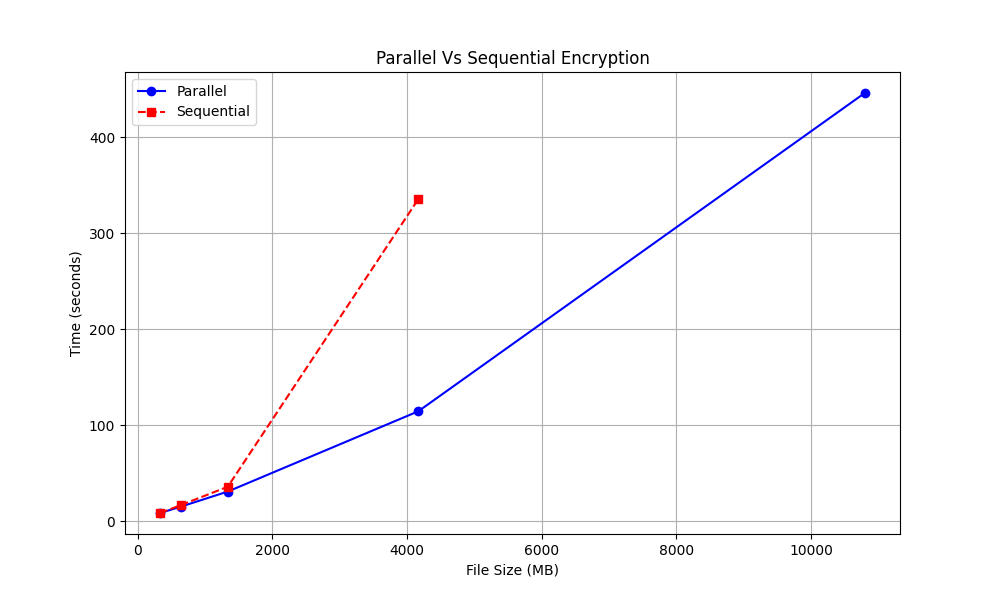 Parallel Vs Sequential Encryption
Parallel
Sequential
Time (seconds)
400
300
200
100
0
0 2000 4000 6000 8000 10000
File Size (MB)